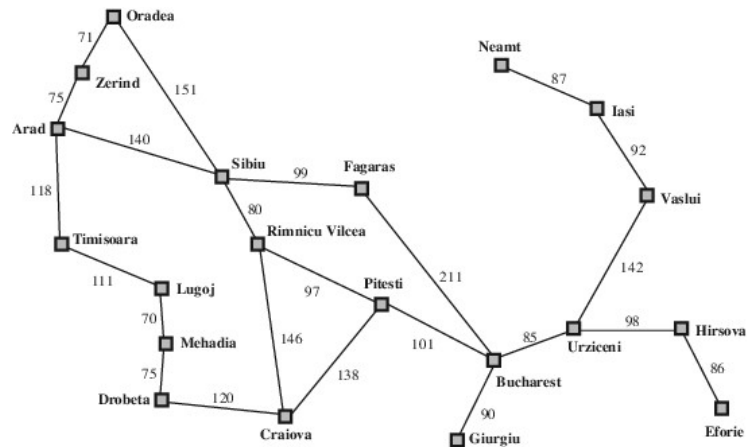 Oradea
71
Neamt
87
Zerind
151
75
Iasi
Arad
140
92
Sibiu
99
Fagaras
118
80
Vaslui
Timisoara
Rimnicu Vilcea
142
111
Lugoj
97
Pitesti
211
70
98
Hirsova
Mehadia
146
101
85
Urziceni
86
75
138
Bucharest
120
Drobeta
90
Craiova
Giurgiu
Eforie